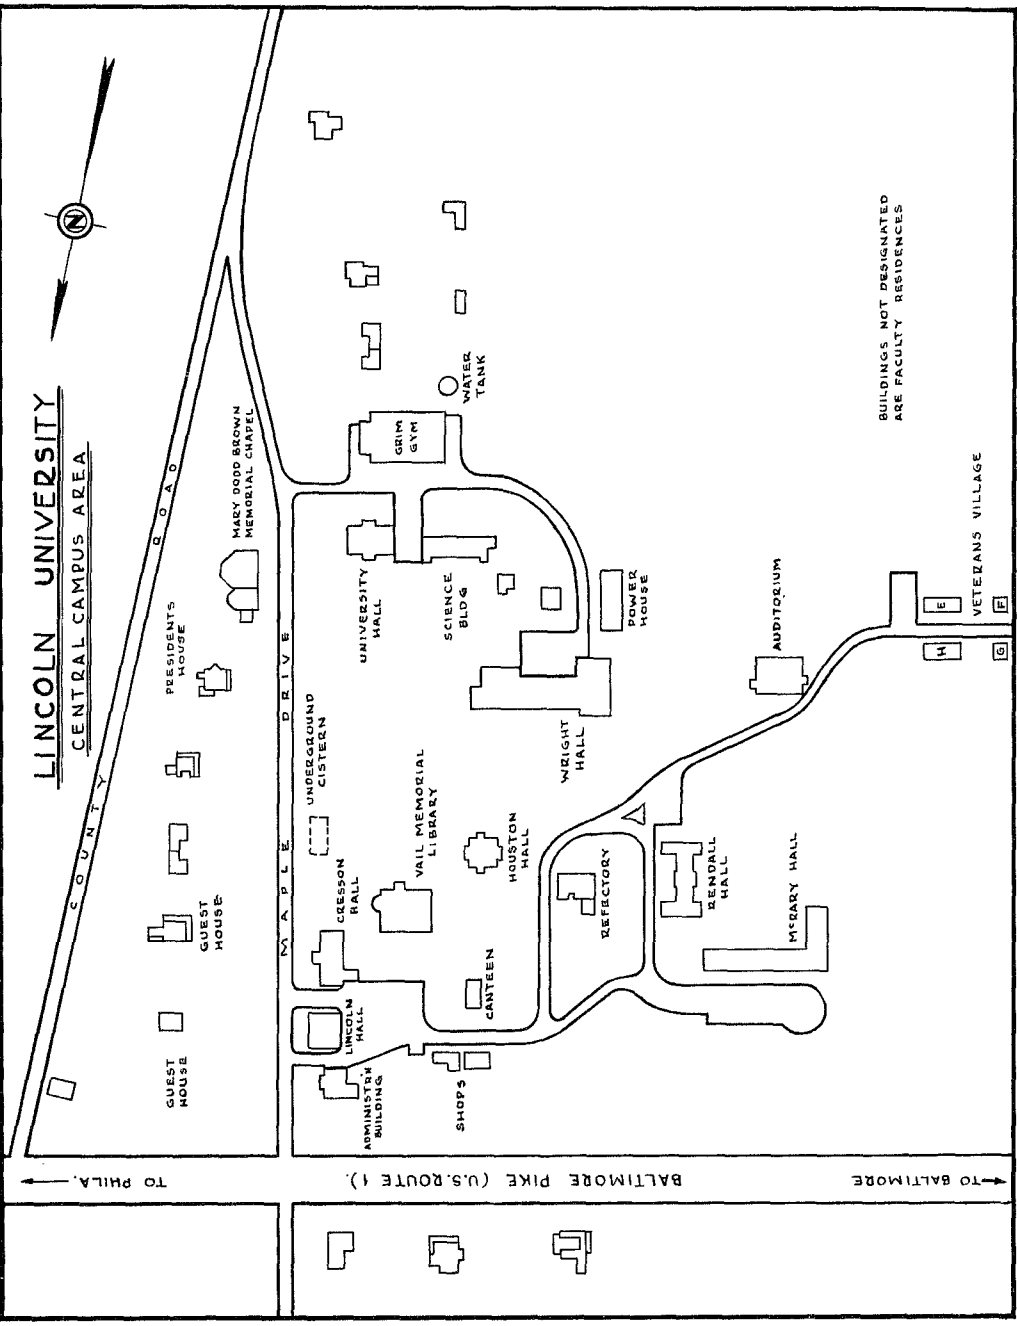 LINCOLN UNIVERSITY
CENTRAL CAMPUS AREA
N
COUNTY ROAD
MARY DODD BROWN
MEMORIAL CHAPEL
PRESIDENTS
HOUSE
GUEST
HOUSE
GUEST
HOUSE
MAPLE DRIVE
UNDERGROUND
CISTERN
CRESSON
HALL
LINCOLN
HALL
ADMINISTR'N
BUILDING
UNIVERSITY
HALL
GRIM
GYM
WATER
TANK
SCIENCE
BLDG
VAIL MEMORIAL
LIBRARY
HOUSTON
HALL
CANTEEN
SHOPS
WRIGHT
HALL
POWER
HOUSE
REFRCTORY
RENDALL
HALL
AUDITORIUM
McRARY HALL
BUILDINGS NOT DESIGNATED
ARE FACULTY RESIDENCES
VETERANS VILLAGE
E
F
H
G
TO PHILA.
BALTIMORE PIKE (U.S. ROUTE 1).
TO BALTIMORE